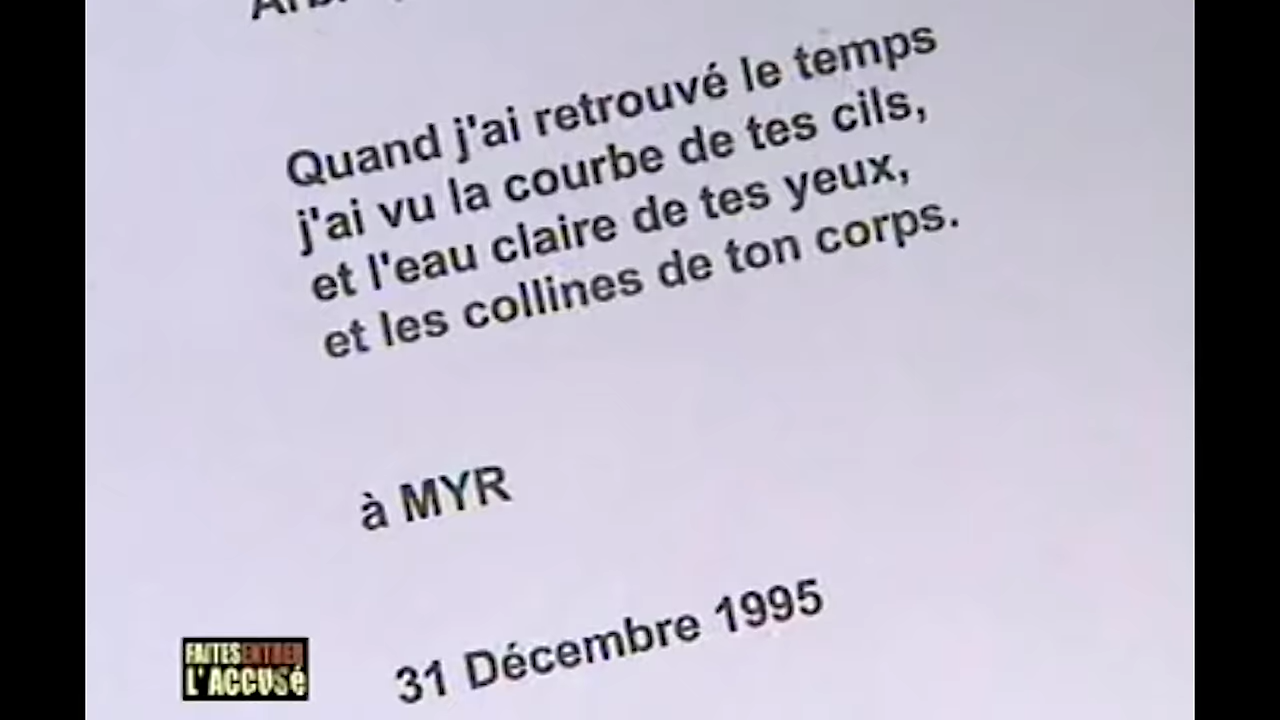 Quand j'ai retrouvé le temps
j'ai vu la courbe de tes cils,
et l'eau claire de tes yeux,
et les collines de ton corps.
à MYR
31 Décembre 1995
FAITES ENTRER
L'ACCUSé